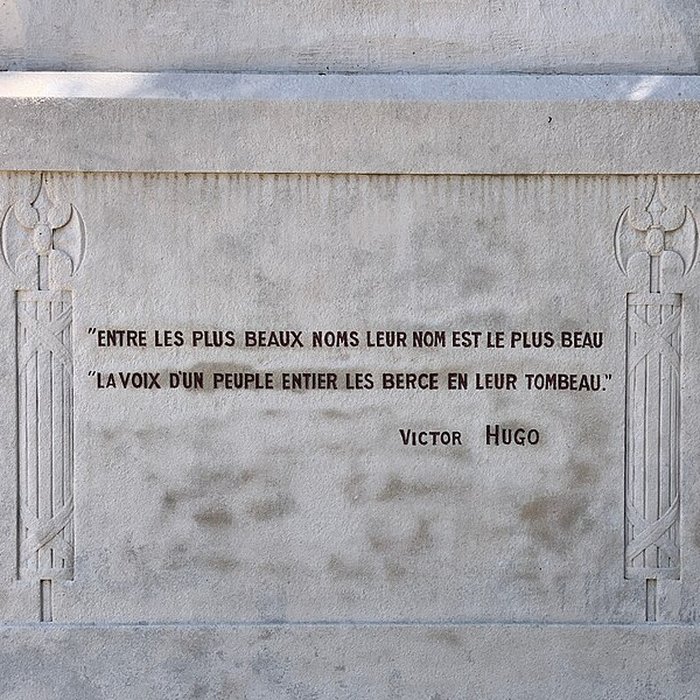 "ENTRE LES PLUS BEAUX NOMS LEUR NOM EST LE PLUS BEAU
"LA VOIX D'UN PEUPLE ENTIER LES BERCE EN LEUR TOMBEAU."
VICTOR HUGO